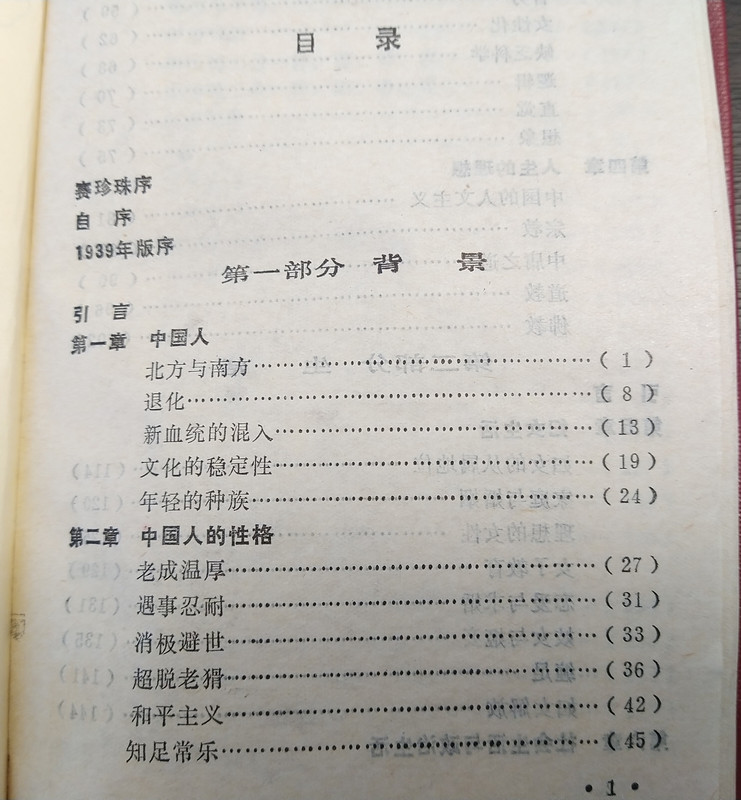 目 录
赛珍珠序
自 序
1939年版序
第一部分 背 景
引 言
第一章 中国人
北方与南方……………………………(1)
退化……………………………………(8)
新血统的混入…………………………(13)
文化的稳定性…………………………(19)
年轻的种族……………………………(24)
第二章 中国人的性格
老成温厚………………………………(27)
遇事忍耐………………………………(31)
消极避世………………………………(33)
超脱老猾………………………………(36)
和平主义………………………………(42)
知足常乐………………………………(45)
• 1 •